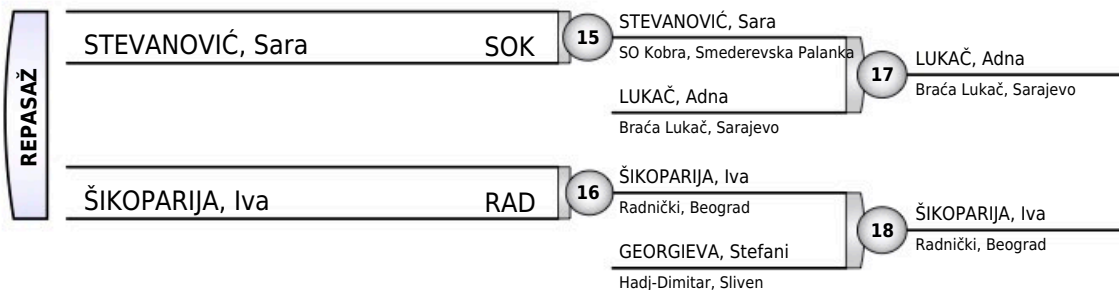 REPASAŽ
STEVANOVIĆ, Sara SOK
15
STEVANOVIĆ, Sara
SO Kobra, Smederevska Palanka
LUKAČ, Adna
Braća Lukač, Sarajevo
17
LUKAČ, Adna
Braća Lukač, Sarajevo
ŠIKOPARIJA, Iva RAD
16
ŠIKOPARIJA, Iva
Radnički, Beograd
GEORGIEVA, Stefani
Hadj-Dimitar, Sliven
18
ŠIKOPARIJA, Iva
Radnički, Beograd